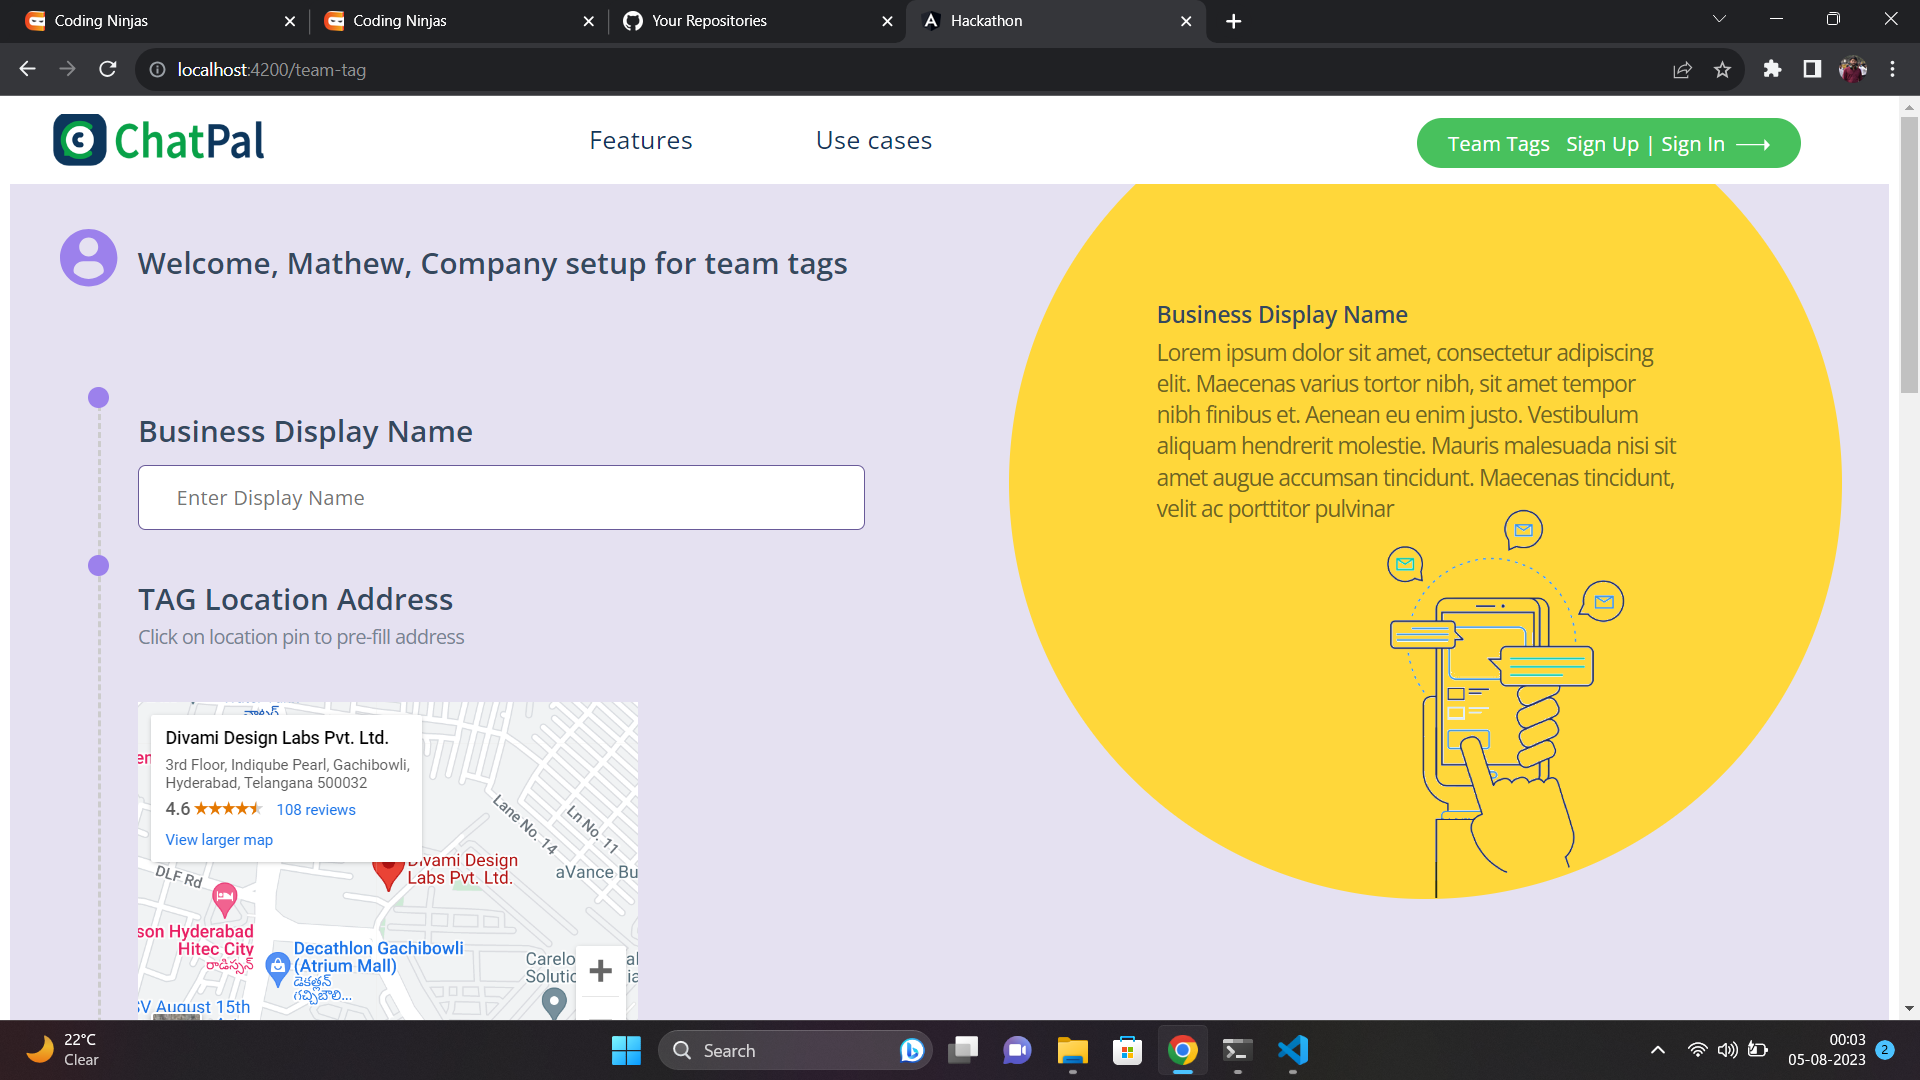 Coding Ninjas
Coding Ninjas
Your Repositories
Hackathon
localhost:4200/team-tag
ChatPal
Features
Use cases
Team Tags Sign Up | Sign In
Welcome, Mathew, Company setup for team tags
Business Display Name
Enter Display Name
TAG Location Address
Click on location pin to pre-fill address
Divami Design Labs Pvt. Ltd.
3rd Floor, Indiqube Pearl, Gachibowli,
Hyderabad, Telangana 500032
4.6 108 reviews
View larger map
Lane No. 14
Ln No. 11
DLF Rd
Divami Design
Labs Pvt. Ltd.
aVance Bu
son Hyderabad
Hitec City
రాడిస్సన్
Decathlon Gachibowli
(Atrium Mall)
డెకత్లన్
గచ్చిబౌలి...
Carelo
Solutio
SV August 15th
Business Display Name
Lorem ipsum dolor sit amet, consectetur adipiscing
elit. Maecenas varius tortor nibh, sit amet tempor
nibh finibus et. Aenean eu enim justo. Vestibulum
aliquam hendrerit molestie. Mauris malesuada nisi sit
amet augue accumsan tincidunt. Maecenas tincidunt,
velit ac porttitor pulvinar
22°C
Clear
Search
00:03
05-08-2023
2